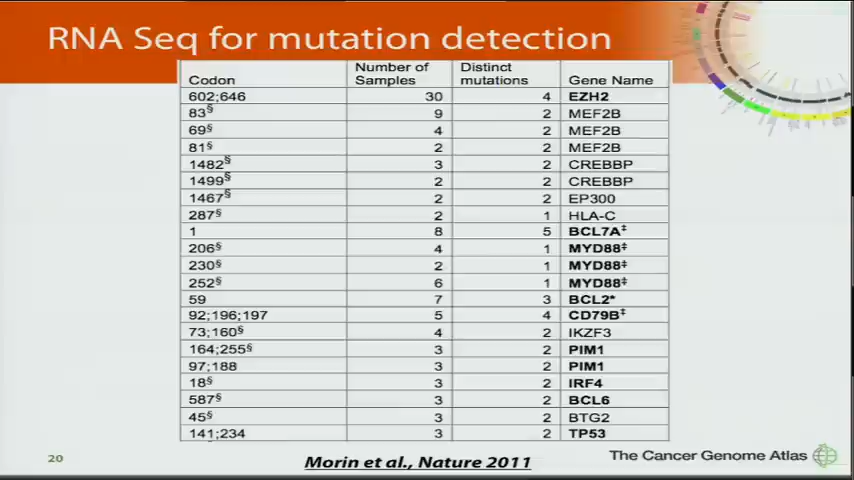 RNA Seq for mutation detection
Codon Number of Samples Distinct mutations Gene Name
602;646 30 4 EZH2
83§ 9 2 MEF2B
69§ 4 2 MEF2B
81§ 2 2 MEF2B
1482§ 3 2 CREBBP
1499§ 2 2 CREBBP
1467§ 2 2 EP300
287§ 2 1 HLA-C
1 8 5 BCL7A‡
206§ 4 1 MYD88‡
230§ 2 1 MYD88‡
252§ 6 1 MYD88‡
59 7 3 BCL2*
92;196;197 5 4 CD79B‡
73;160§ 4 2 IKZF3
164;255§ 3 2 PIM1
97;188 3 2 PIM1
18§ 3 2 IRF4
587§ 3 2 BCL6
45§ 3 2 BTG2
141;234 3 2 TP53
20
Morin et al., Nature 2011
The Cancer Genome Atlas